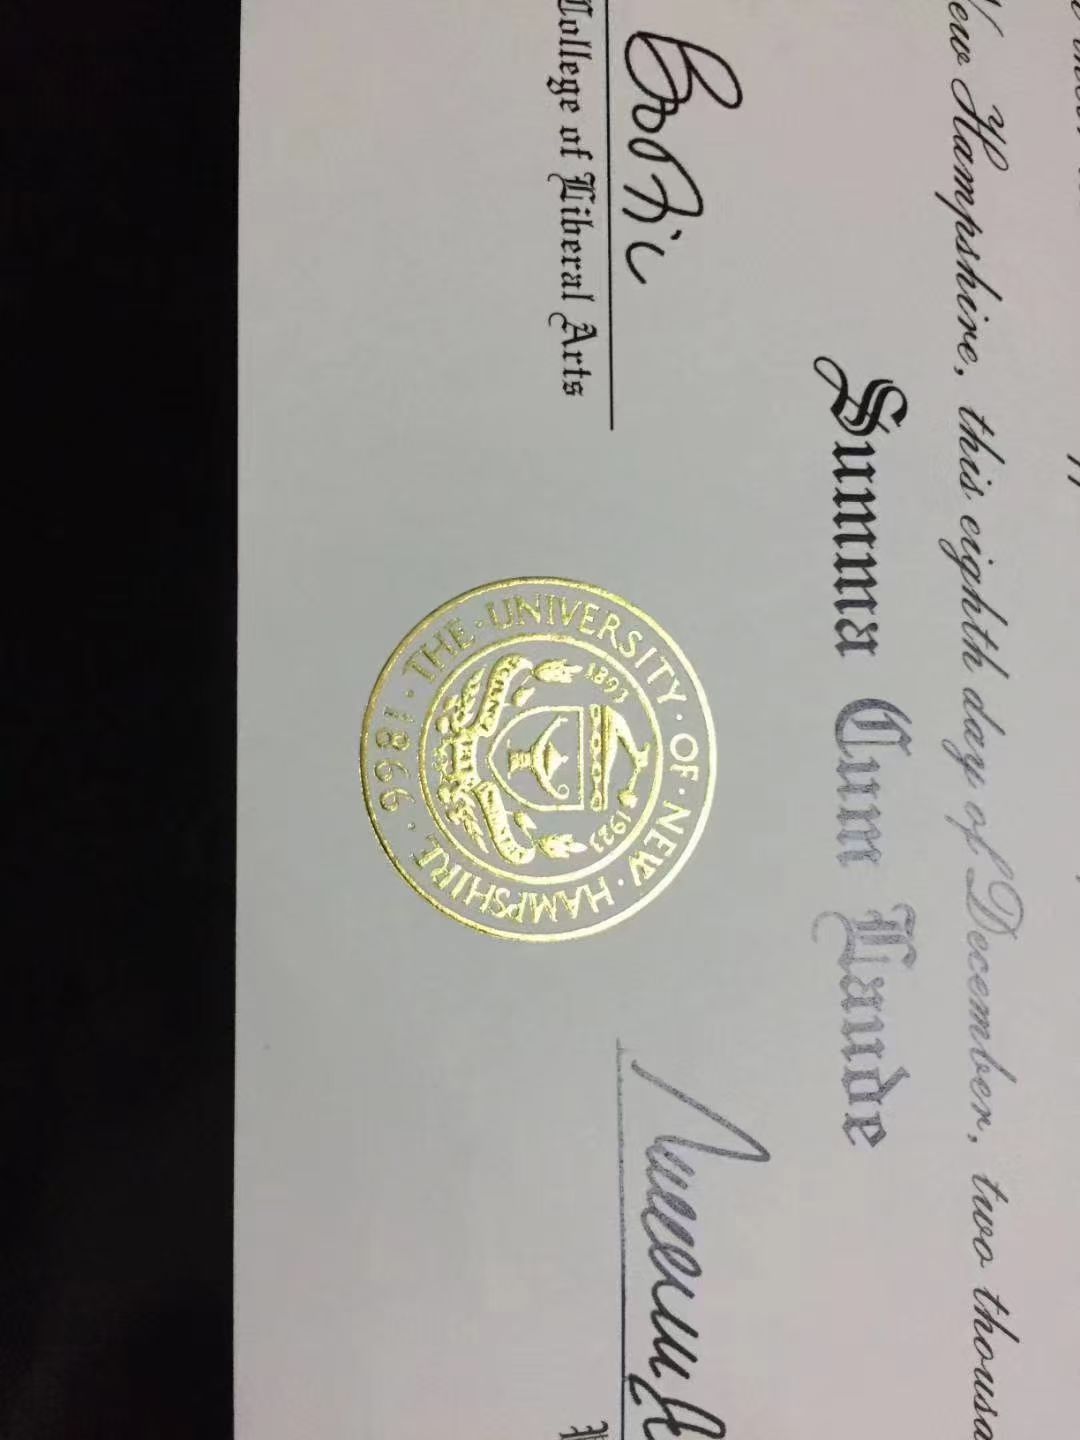 New Hampshire, this eighth day of December, two thousa
Summa Cum Laude
College of Liberal Arts
THE · UNIVERSITY · OF · NEW · HAMPSHIRE · 1866 ·
1893
1923